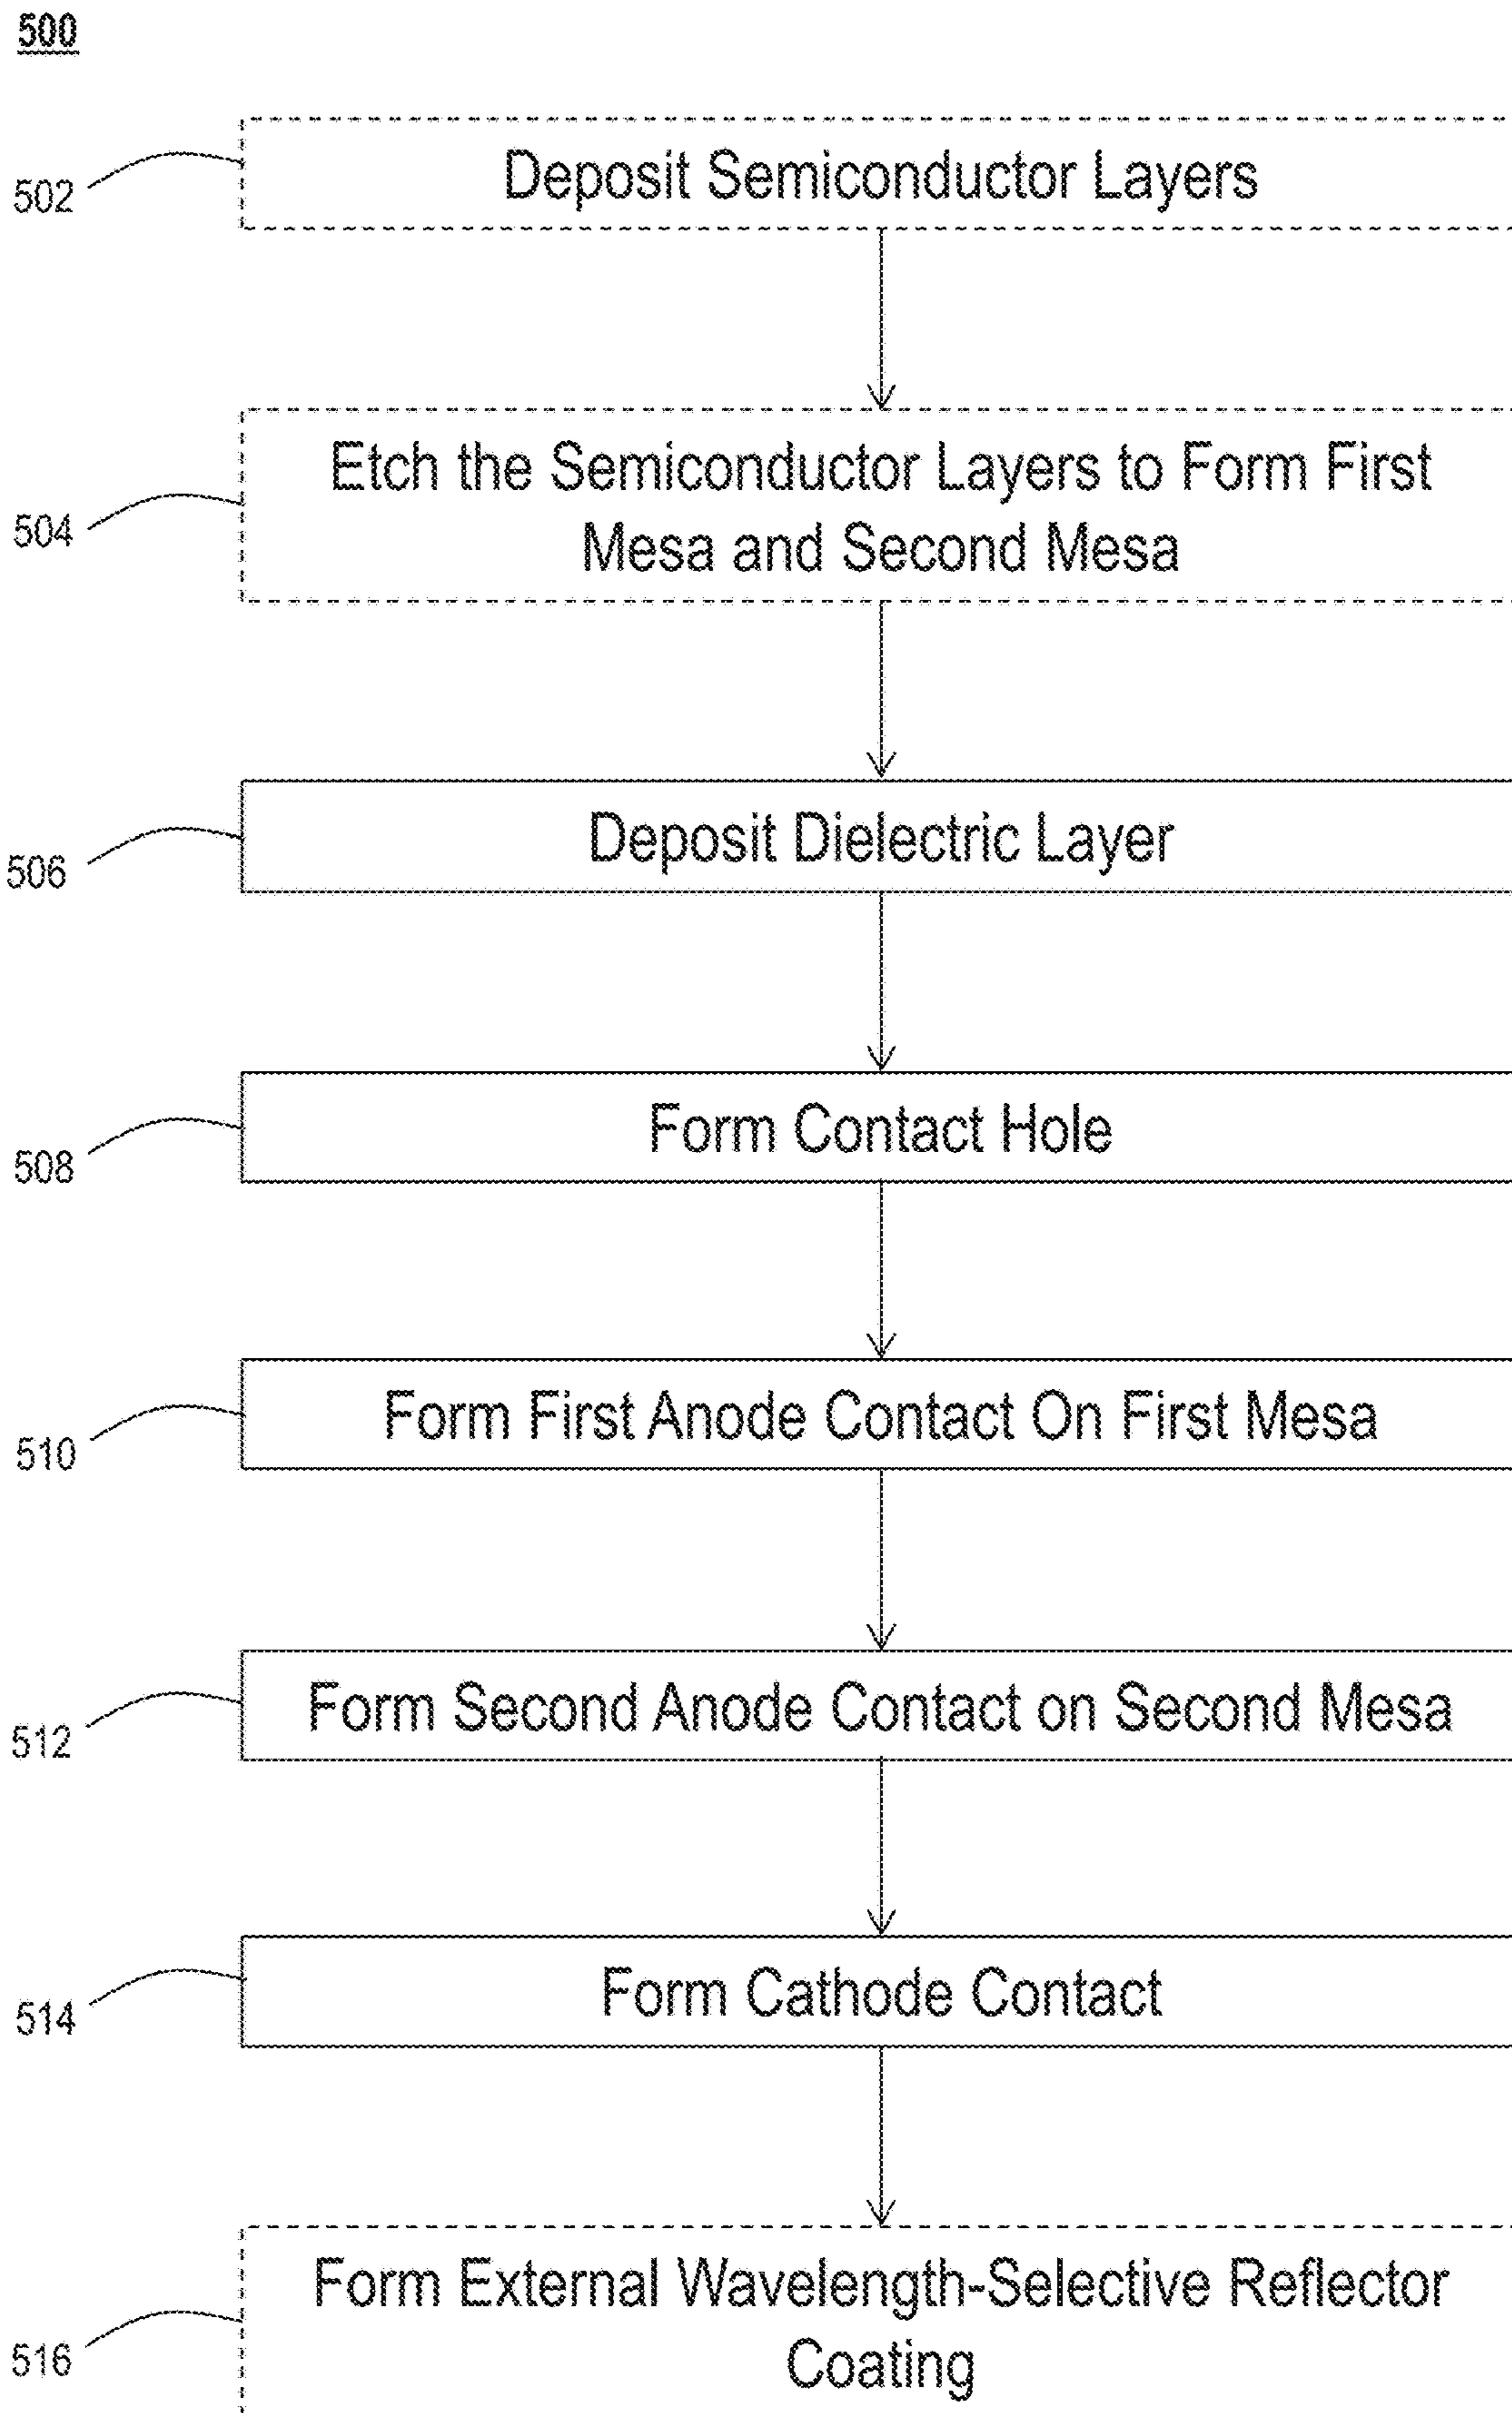 500
502
Deposit Semiconductor Layers
504
Etch the Semiconductor Layers to Form First
Mesa and Second Mesa
506
Deposit Dielectric Layer
508
Form Contact Hole
510
Form First Anode Contact On First Mesa
512
Form Second Anode Contact on Second Mesa
514
Form Cathode Contact
516
Form External Wavelength-Selective Reflector
Coating